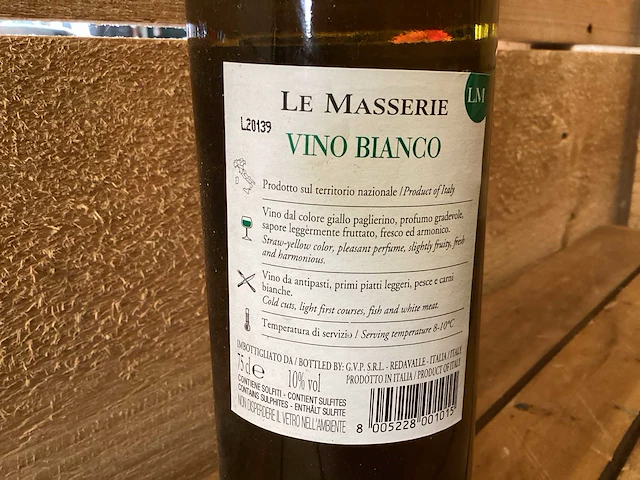 LM
LE MASSERIE
L20139
VINO BIANCO
Prodotto sul territorio nazionale / Product of Italy
Vino dal colore giallo paglierino, profumo gradevole,
sapore leggermente fruttato, fresco ed armonico.
Straw-yellow color, pleasant perfume, slightly fruity, fresh
and harmonious.
Vino da antipasti, primi piatti leggeri, pesce e carni
bianche.
Cold cuts, light first courses, fish and white meat.
Temperatura di servizio / Serving temperature 8-10°C
IMBOTTIGLIATO DA / BOTTLED BY: G.V.P. S.R.L. - REDAVALLE - ITALIA / ITALY
75 cl e 10% vol PRODOTTO IN ITALIA / PRODUCT OF ITALY
CONTIENE SOLFITI - CONTIENT SULFITES
CONTAINS SULPHITES - ENTHÄLT SULFITE
NON DISPERDERE IL VETRO NELL'AMBIENTE
8 005228 001015